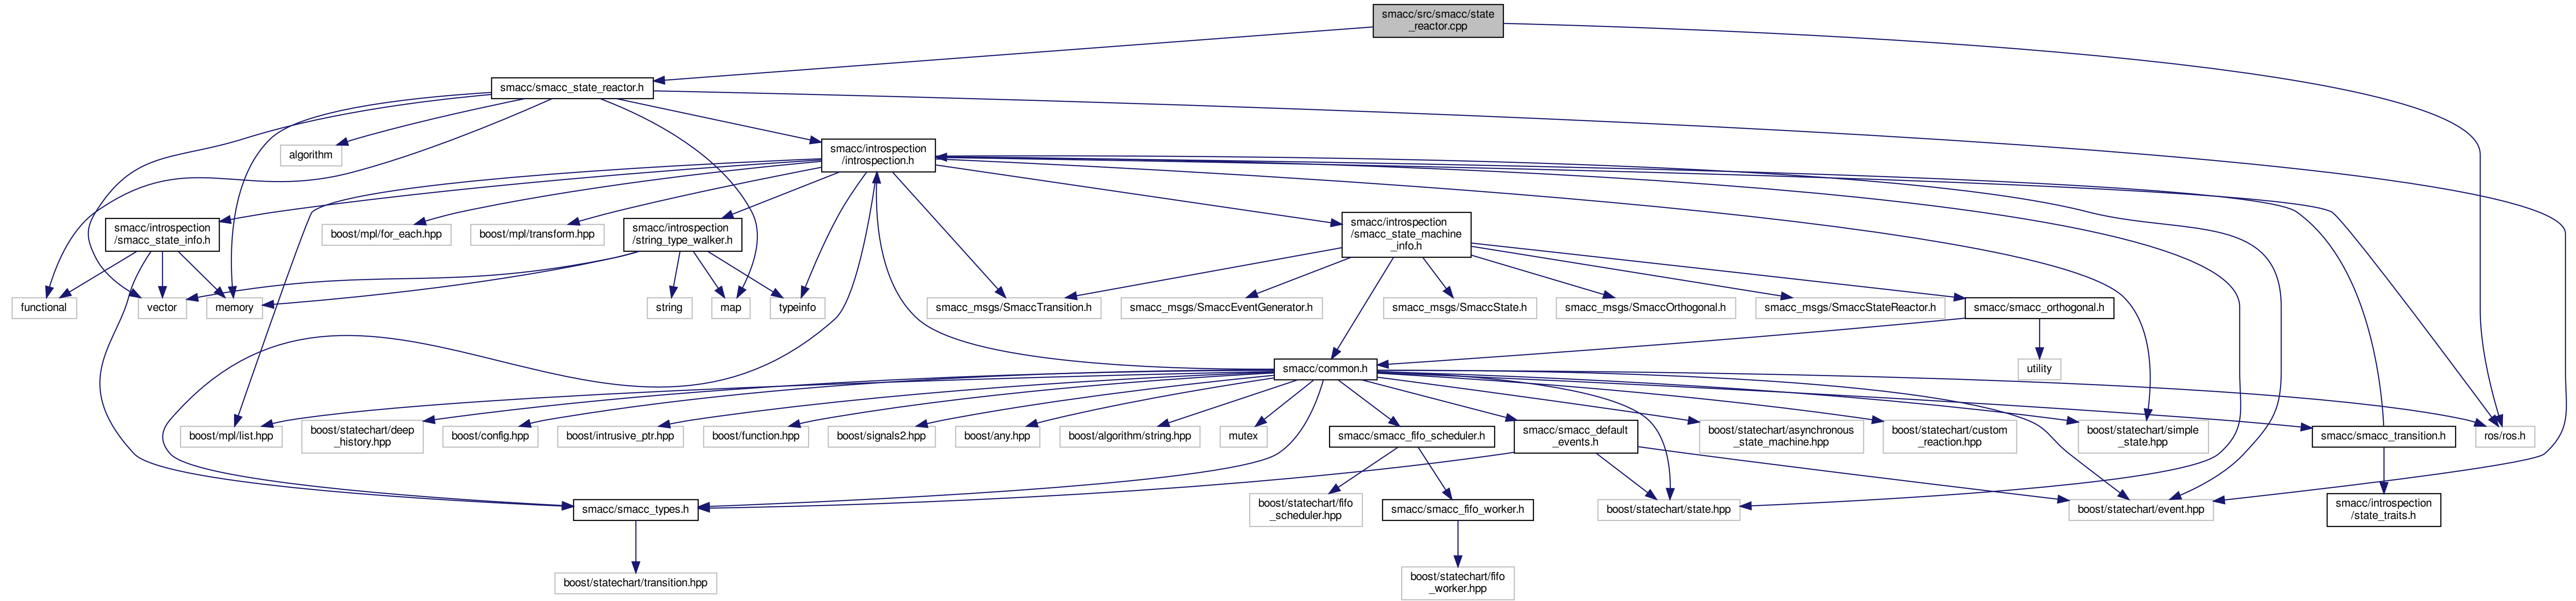 smacc/src/smacc/state
_reactor.cpp
smacc/smacc_state_reactor.h
algorithm
smacc/introspection
/introspection.h
smacc/introspection
/smacc_state_info.h
boost/mpl/for_each.hpp
boost/mpl/transform.hpp
smacc/introspection
/string_type_walker.h
smacc/introspection
/smacc_state_machine
_info.h
functional
vector
memory
string
map
typeinfo
smacc_msgs/SmaccTransition.h
smacc_msgs/SmaccEventGenerator.h
smacc_msgs/SmaccState.h
smacc_msgs/SmaccOrthogonal.h
smacc_msgs/SmaccStateReactor.h
smacc/smacc_orthogonal.h
smacc/common.h
utility
boost/mpl/list.hpp
boost/statechart/deep
_history.hpp
boost/config.hpp
boost/intrusive_ptr.hpp
boost/function.hpp
boost/signals2.hpp
boost/any.hpp
boost/algorithm/string.hpp
mutex
smacc/smacc_fifo_scheduler.h
smacc/smacc_default
_events.h
boost/statechart/asynchronous
_state_machine.hpp
boost/statechart/custom
_reaction.hpp
boost/statechart/simple
_state.hpp
smacc/smacc_transition.h
ros/ros.h
smacc/smacc_types.h
boost/statechart/fifo
_scheduler.hpp
smacc/smacc_fifo_worker.h
boost/statechart/state.hpp
boost/statechart/event.hpp
smacc/introspection
/state_traits.h
boost/statechart/transition.hpp
boost/statechart/fifo
_worker.hpp